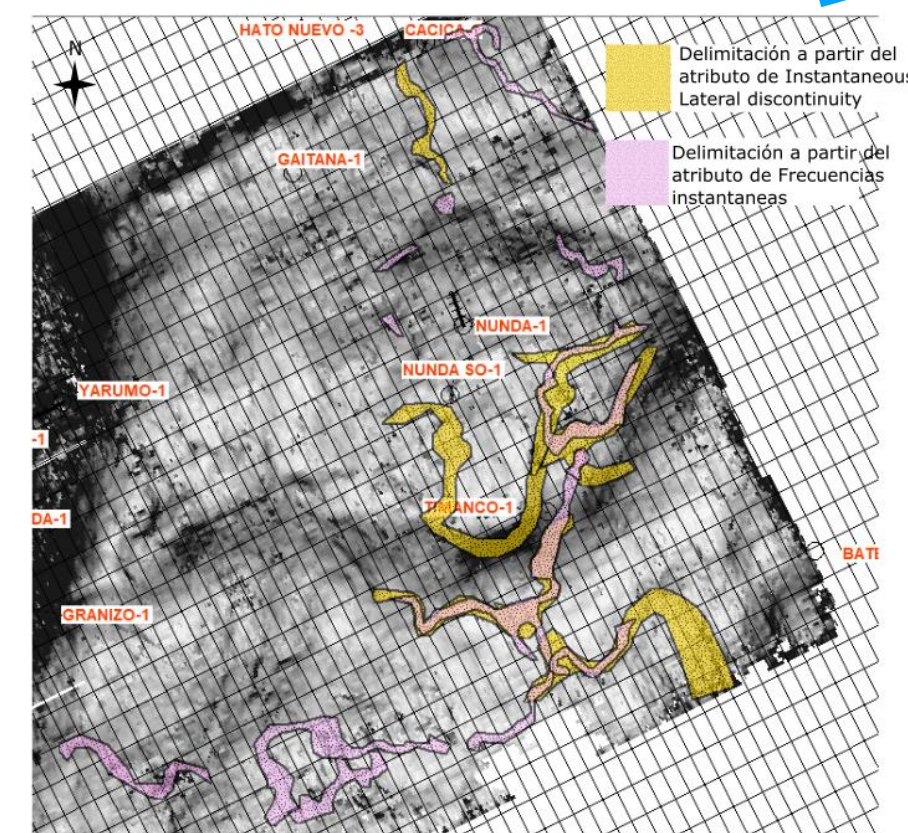 HATO NUEVO -3
CACICA
N
Delimitación a partir del
atributo de Instantaneous
Lateral discontinuity
GAITANA-1
Delimitación a partir del
atributo de Frecuencias
instantaneas
NUNDA-1
NUNDA SO-1
YARUMO-1
-1
TIMANCO-1
DA-1
BATE
GRANIZO-1